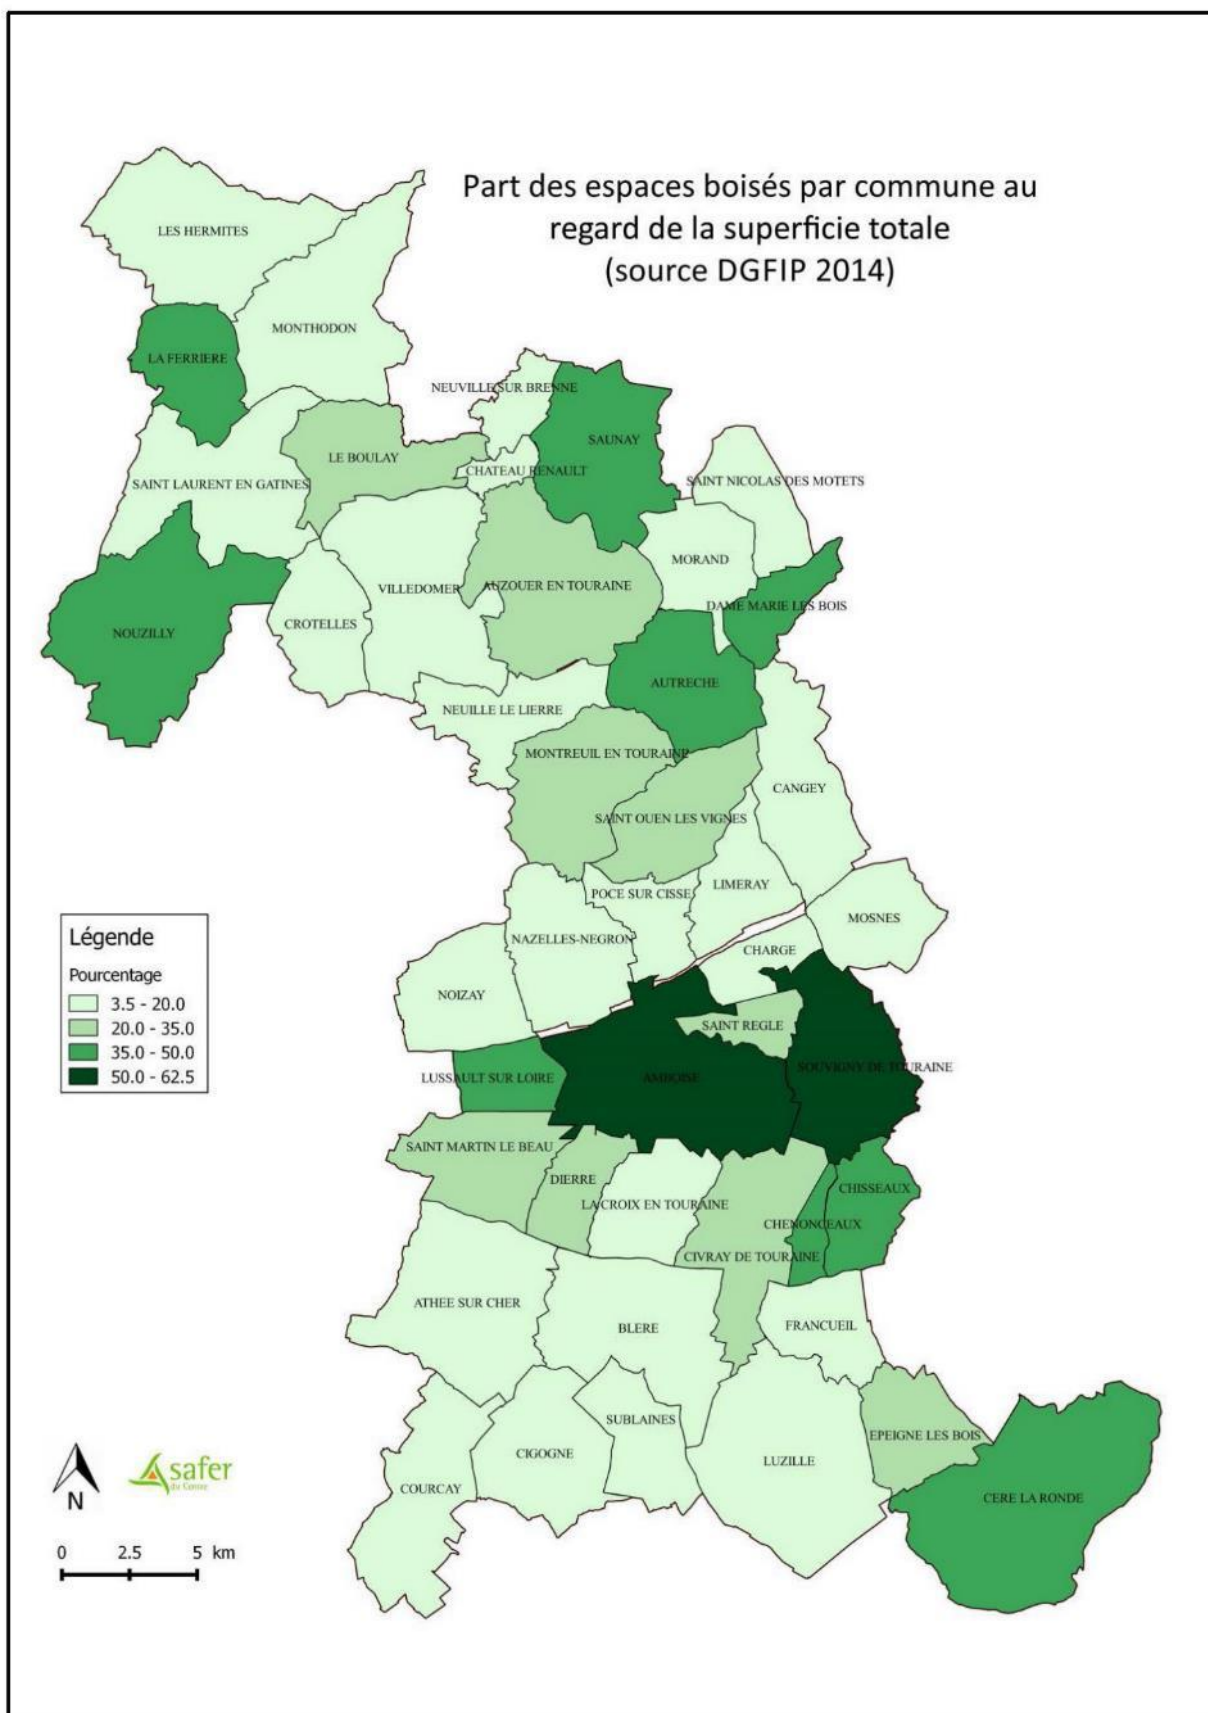 Part des espaces boisés par commune au
regard de la superficie totale
(source DGFIP 2014)
LES HERMITES
MONTHODON
LA FERRIERE
NEUVILLE SUR BRENNE
SAUNAY
LE BOULAY
CHATEAU RENAULT
SAINT LAURENT EN GATINES
SAINT NICOLAS DES MOTETS
MORAND
VILLEDOMER
AUZOUER EN TOURAINE
DAME MARIE LES BOIS
CROTELLES
NOUZILLY
AUTRECHE
NEUILLE LE LIERRE
MONTREUIL EN TOURAINE
CANGEY
SAINT OUEN LES VIGNES
LIMERAY
POCE SUR CISSE
MOSNES
NAZELLES-NEGRON
CHARGE
NOIZAY
SAINT REGLE
LUSSAULT SUR LOIRE
AMBOISE
SOUVIGNY DE TOURAINE
SAINT MARTIN LE BEAU
DIERRE
CHISSEAUX
LA CROIX EN TOURAINE
CHENONCEAUX
CIVRAY DE TOURAINE
ATHEE SUR CHER
BLERE
FRANCUEIL
SUBLAINES
EPEIGNE LES BOIS
CIGOGNE
LUZILLE
COURCAY
CERE LA RONDE
Légende
Pourcentage
3.5 - 20.0
20.0 - 35.0
35.0 - 50.0
50.0 - 62.5
N
safer
du Centre
0 2.5 5 km